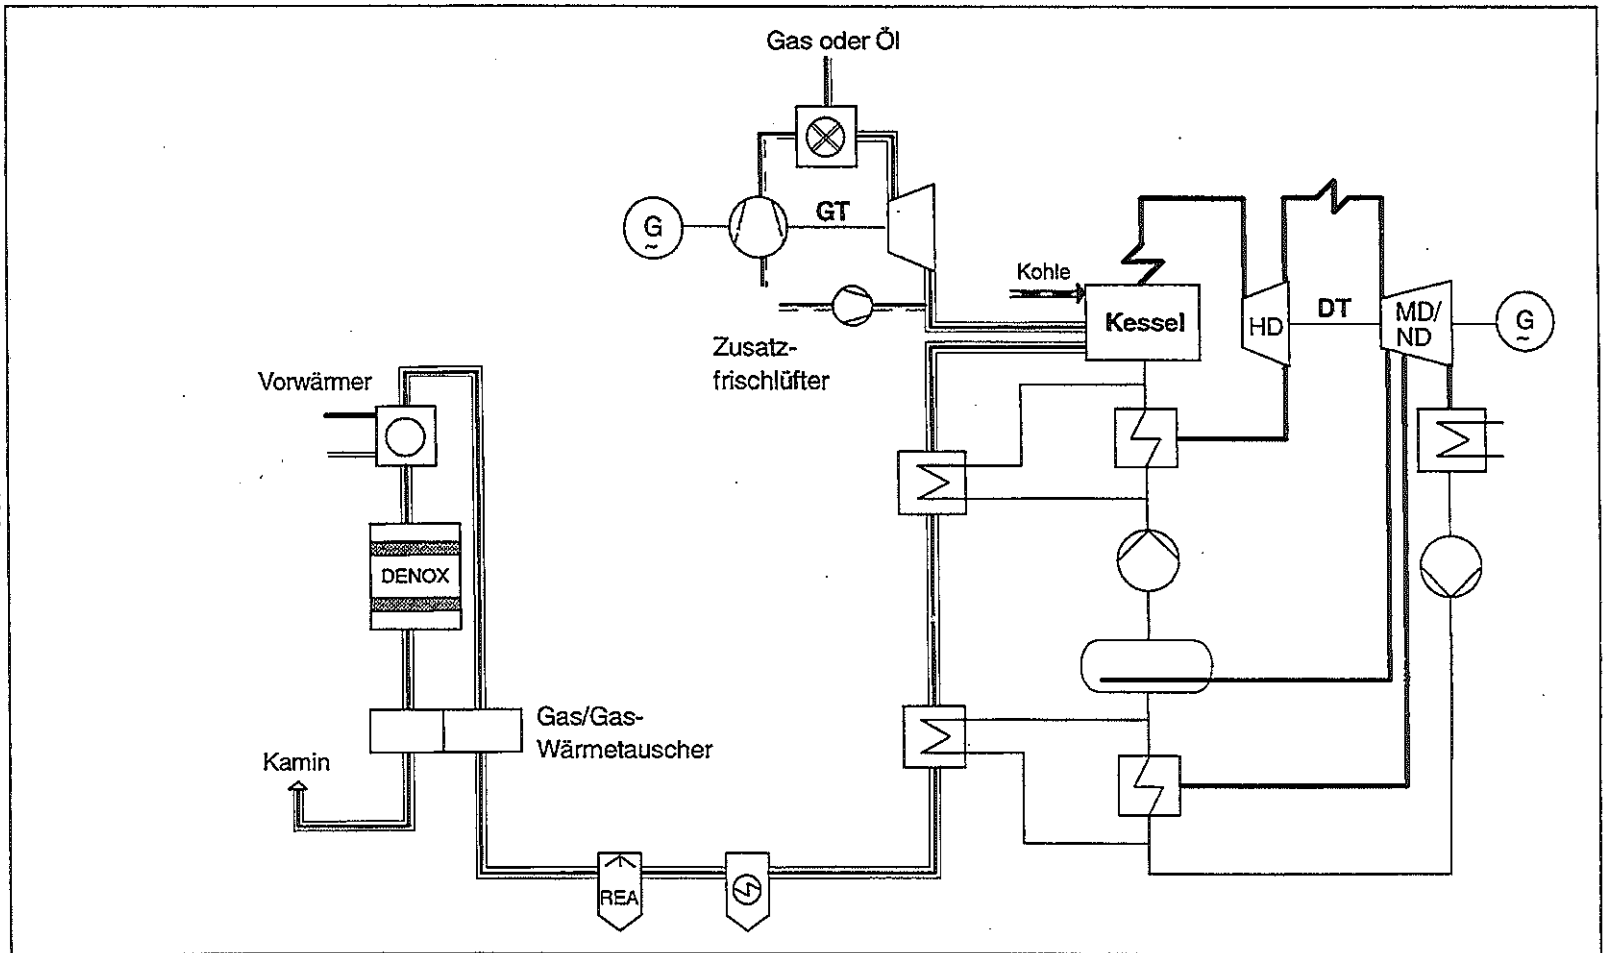 Gas oder Öl
G
~
GT
Kohle
Kessel
HD
DT
MD/
ND
G
~
Zusatz-
frischlüfter
Vorwärmer
DENOX
Gas/Gas-
Wärmetauscher
Kamin
REA